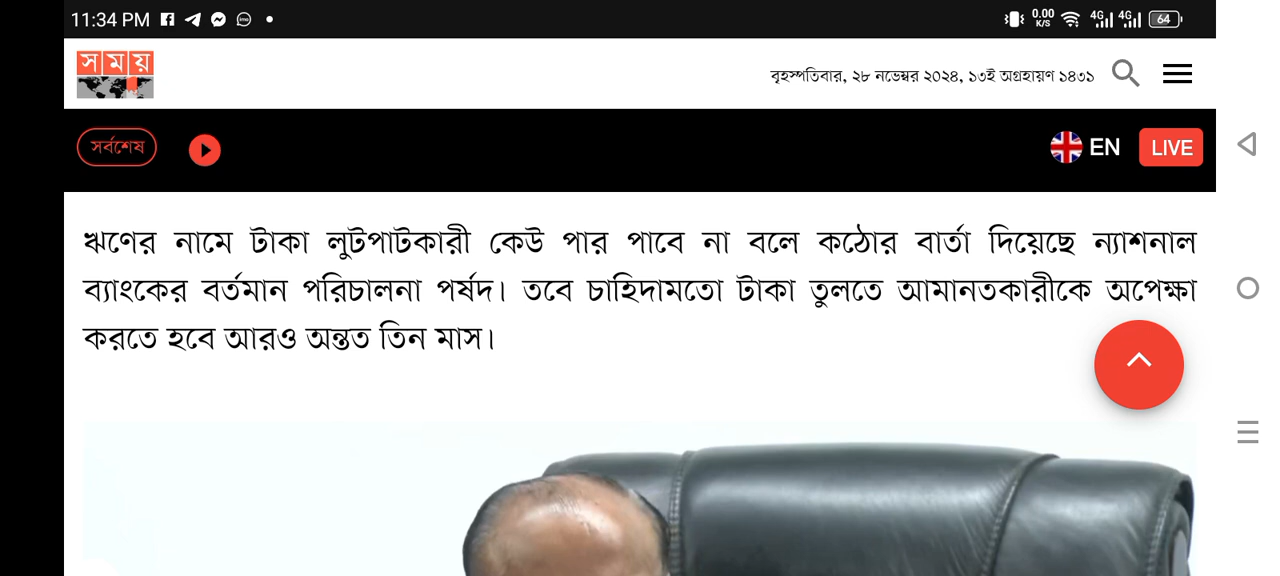 11:34 PM 0.00 K/S 4G 4G 64
সময়
বৃহস্পতিবার, ২৮ নভেম্বর ২০২৪, ১৩ই অগ্রহায়ণ ১৪৩১
সর্বশেষ EN LIVE
ঋণের নামে টাকা লুটপাটকারী কেউ পার পাবে না বলে কঠোর বার্তা দিয়েছে ন্যাশনাল
ব্যাংকের বর্তমান পরিচালনা পর্ষদ। তবে চাহিদামতো টাকা তুলতে আমানতকারীকে অপেক্ষা
করতে হবে আরও অন্তত তিন মাস।